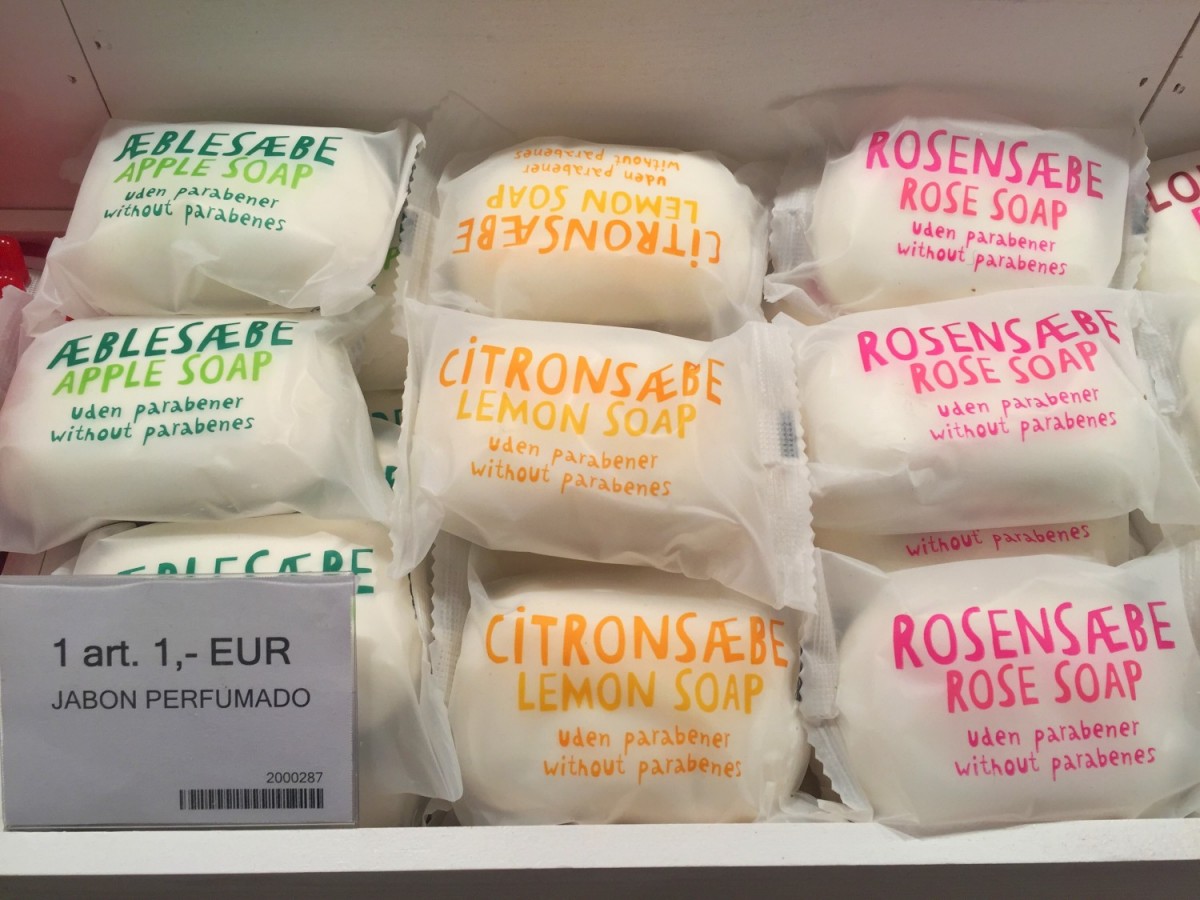 ÆBLESÆBE
APPLE SOAP
uden parabener
without parabenes
CITRONSÆBE
LEMON SOAP
uden parabener
without parabenes
ROSENSÆBE
ROSE SOAP
uden parabener
without parabenes
ÆBLESÆBE
APPLE SOAP
uden parabener
without parabenes
CITRONSÆBE
LEMON SOAP
uden parabener
without parabenes
ROSENSÆBE
ROSE SOAP
uden parabener
without parabenes
without parabenes
ÆBLESÆBE
CITRONSÆBE
LEMON SOAP
uden parabener
without parabenes
ROSENSÆBE
ROSE SOAP
uden parabener
without parabenes
1 art. 1,- EUR
JABON PERFUMADO
2000287